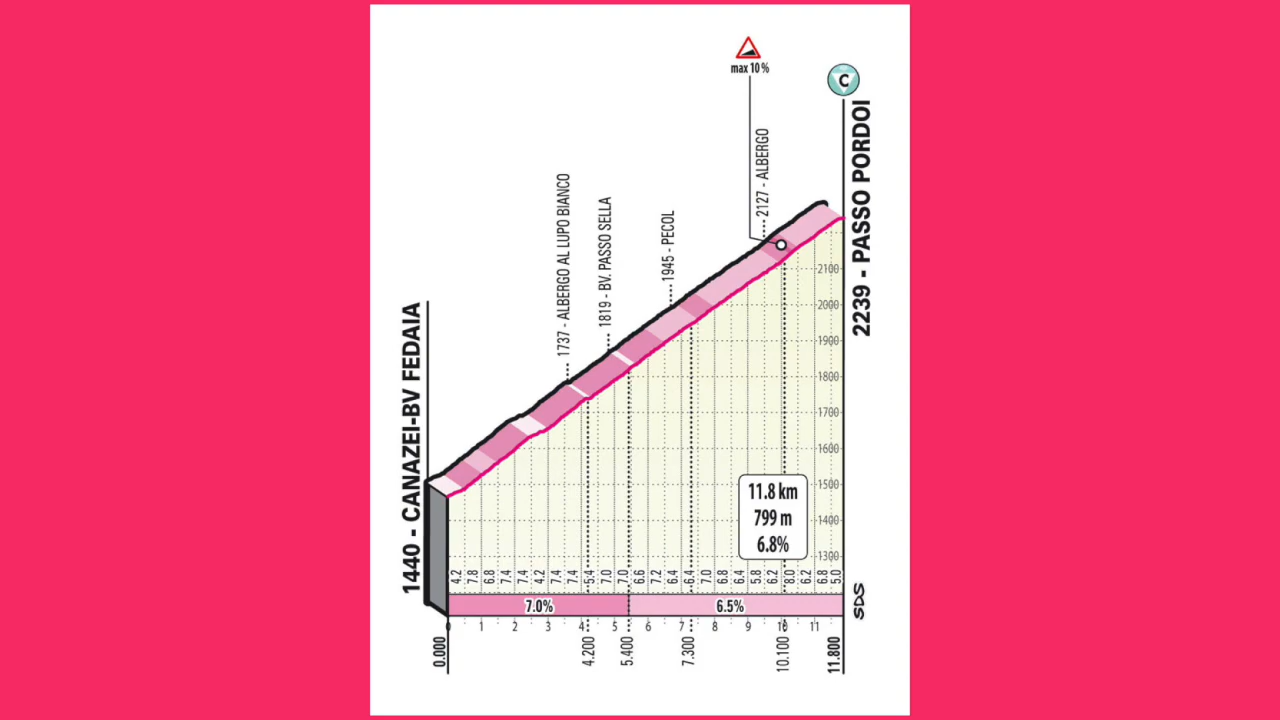 max 10%
C
2239 - PASSO PORDOI
2127 - ALBERGO
1945 - PECOL
1819 - BV. PASSO SELLA
1737 - ALBERGO AL LUPO BIANCO
1440 - CANAZEI-BV FEDAIA
2100
2000
1900
1800
1700
1600
1500
1400
1300
11.8 km
799 m
6.8%
4.2 7.8 6.8 7.4 7.4 4.2 7.4 7.4 5.4 7.0 7.0 6.6 7.2 6.4 6.4 7.0 6.8 6.4 5.8 6.2 8.0 6.2 6.8 5.0
7.0% 6.5%
SDS
0 1 2 3 4 5 6 7 8 9 10 11
0.000 4.200 5.400 7.300 10.100 11.800